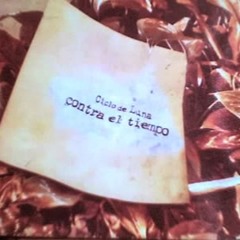 Ciclo de Luna
contra el tiempo